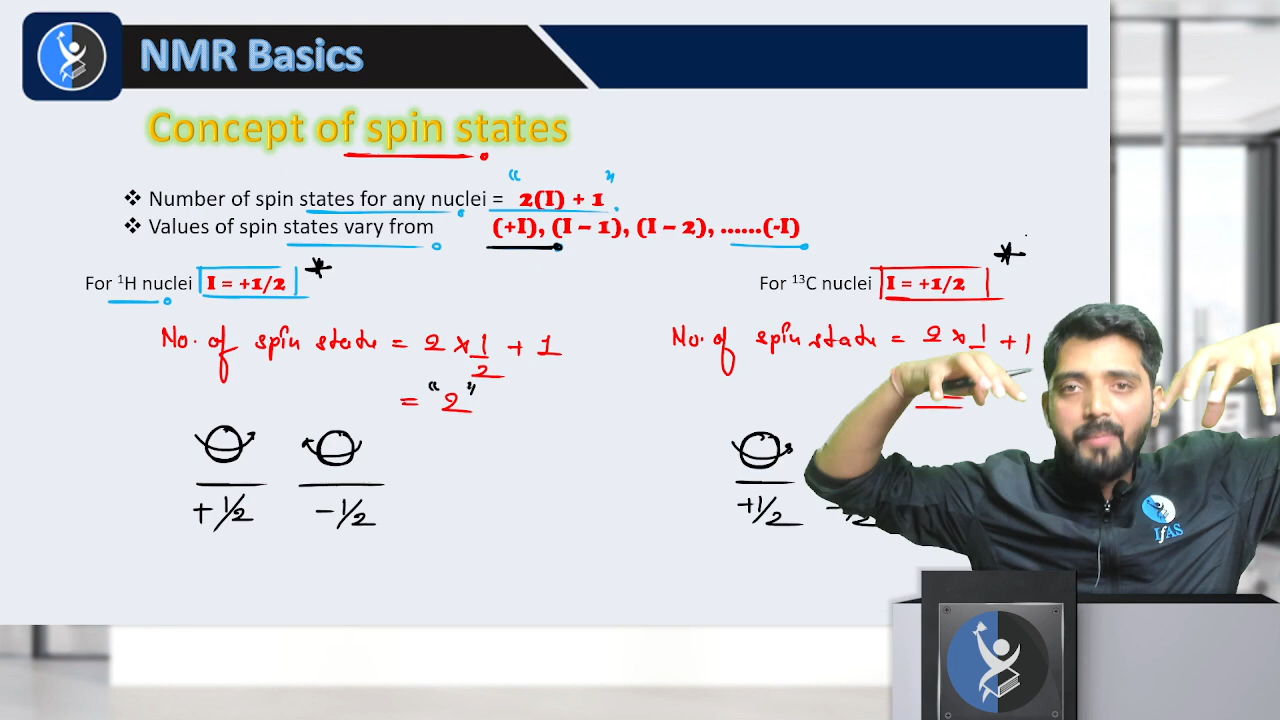 NMR Basics
Concept of spin states
❖ Number of spin states for any nuclei = "2(I) + 1"
❖ Values of spin states vary from (+I), (I – 1), (I – 2), ......(-I)
For ¹H nuclei I = +1/2 *
For ¹³C nuclei I = +1/2 *
No. of spin state = 2 × 1/2 + 1
= "2"
No. of spin state = 2 × 1 + 1
+1/2 -1/2
+1/2 -1/2
IFAS